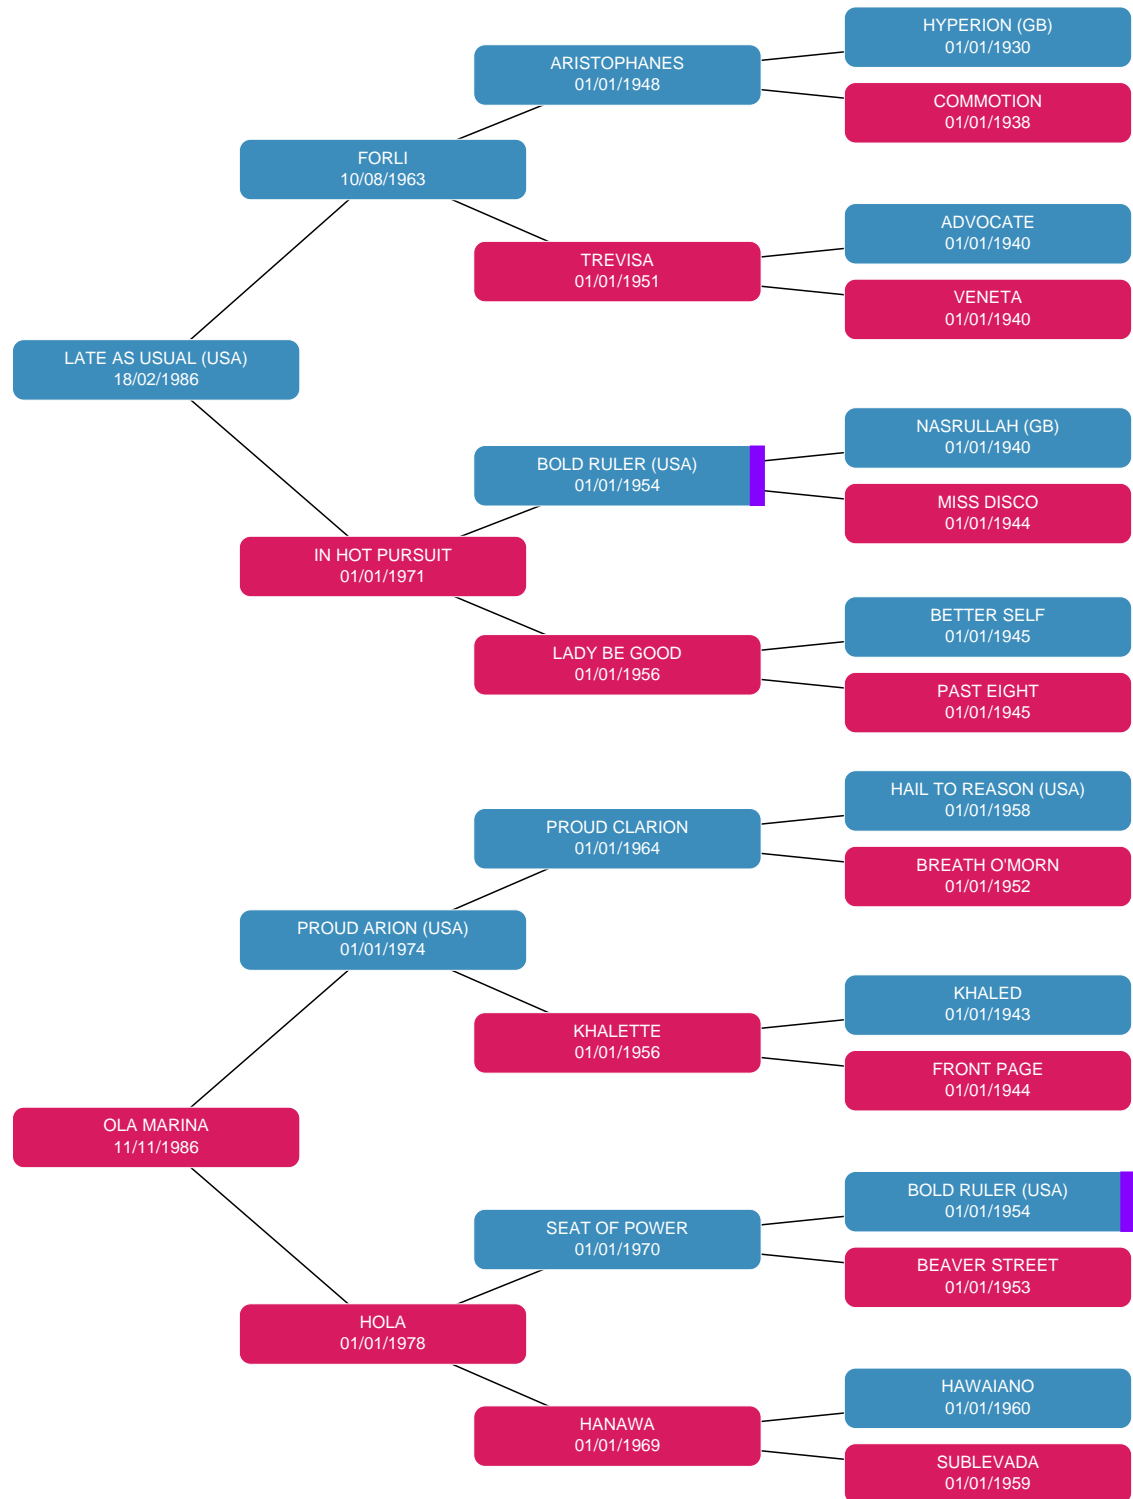 HYPERION (GB)
01/01/1930
ARISTOPHANES
01/01/1948
COMMOTION
01/01/1938
FORLI
10/08/1963
ADVOCATE
01/01/1940
TREVISA
01/01/1951
VENETA
01/01/1940
LATE AS USUAL (USA)
18/02/1986
NASRULLAH (GB)
01/01/1940
BOLD RULER (USA)
01/01/1954
MISS DISCO
01/01/1944
IN HOT PURSUIT
01/01/1971
BETTER SELF
01/01/1945
LADY BE GOOD
01/01/1956
PAST EIGHT
01/01/1945
HAIL TO REASON (USA)
01/01/1958
PROUD CLARION
01/01/1964
BREATH O'MORN
01/01/1952
PROUD ARION (USA)
01/01/1974
KHALED
01/01/1943
KHALETTE
01/01/1956
FRONT PAGE
01/01/1944
OLA MARINA
11/11/1986
BOLD RULER (USA)
01/01/1954
SEAT OF POWER
01/01/1970
BEAVER STREET
01/01/1953
HOLA
01/01/1978
HAWAIANO
01/01/1960
HANAWA
01/01/1969
SUBLEVADA
01/01/1959